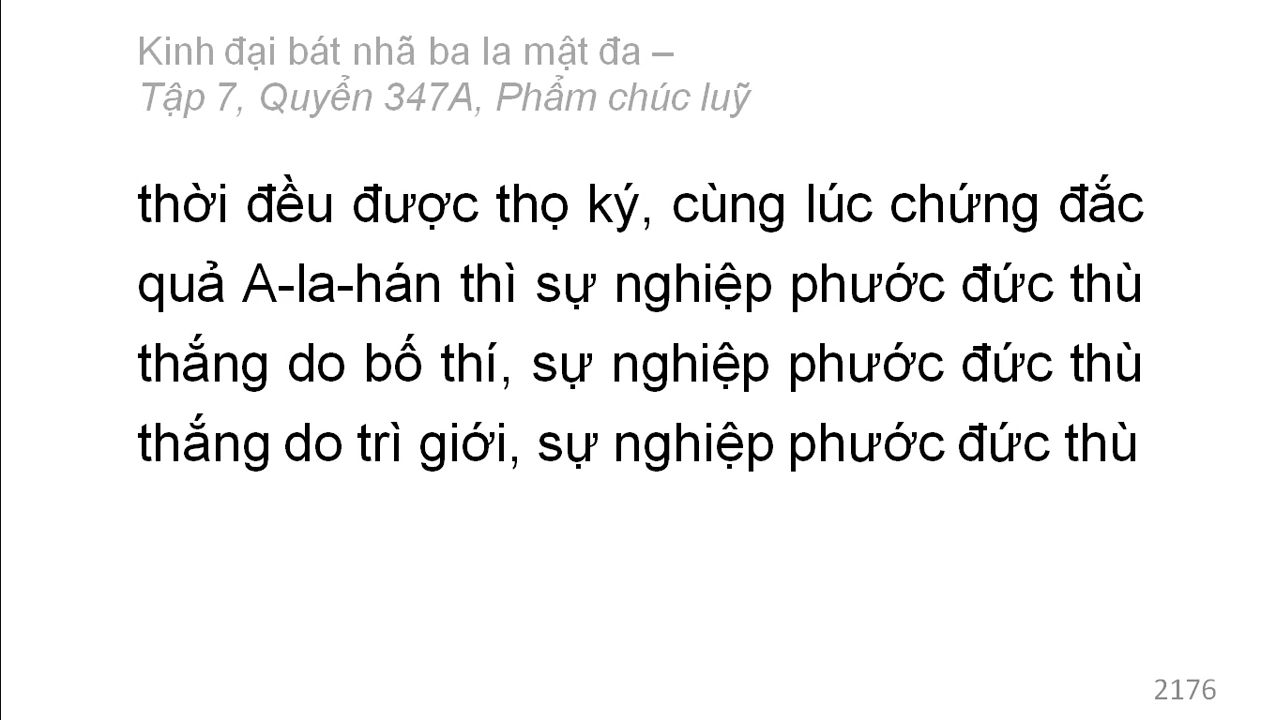 Kinh đại bát nhã ba la mật đa –
Tập 7, Quyển 347A, Phẩm chúc luỹ
thời đều được thọ ký, cùng lúc chứng đắc
quả A-la-hán thì sự nghiệp phước đức thù
thắng do bố thí, sự nghiệp phước đức thù
thắng do trì giới, sự nghiệp phước đức thù
2176